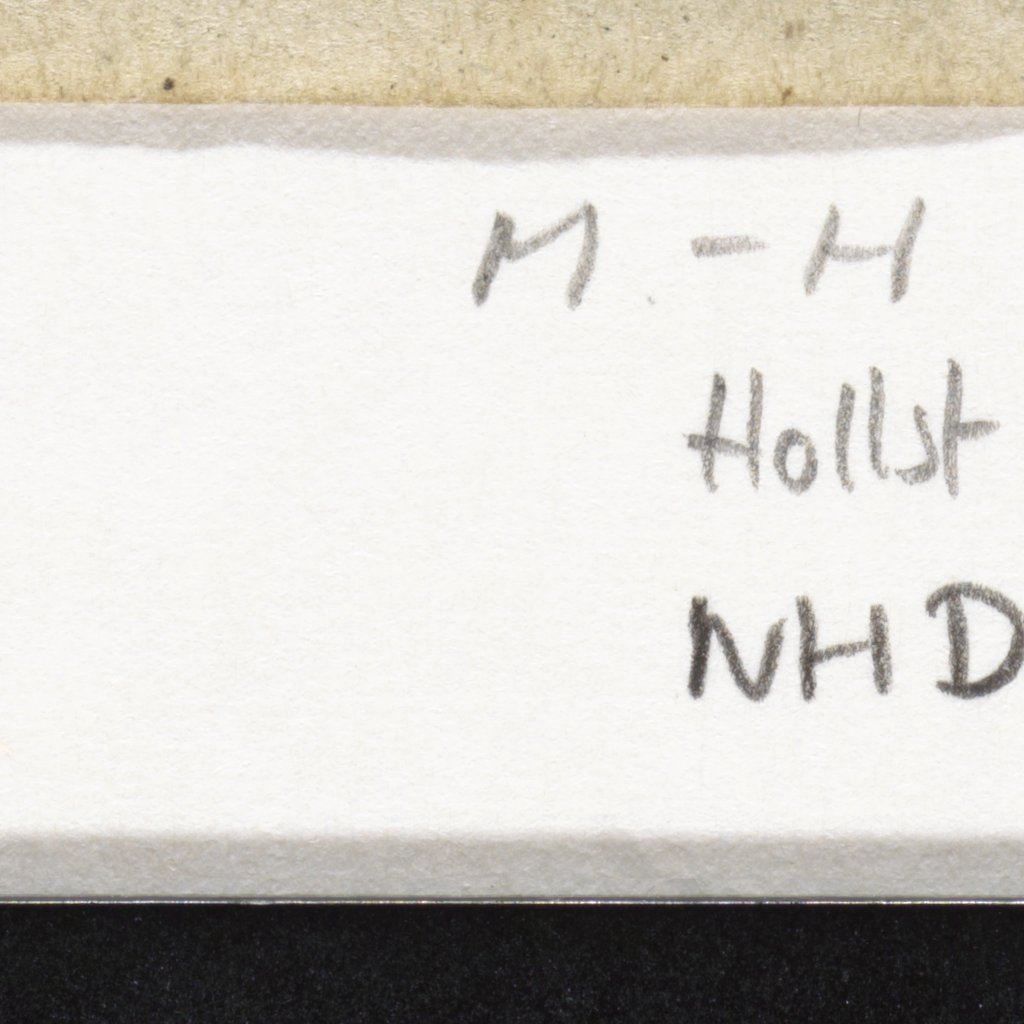 M. - H
Hollst
NHD